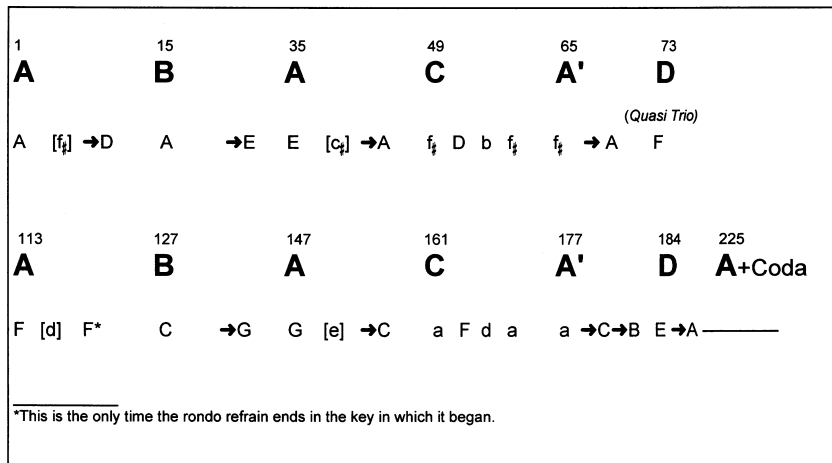 1 15 35 49 65 73
A B A C A' D
(Quasi Trio)
A [f♯] →D A →E E [c♯] →A f♯ D b f♯ f♯ →A F
113 127 147 161 177 184 225
A B A C A' D A+Coda
F [d] F* C →G G [e] →C a F d a a →C→B E→A
*This is the only time the rondo refrain ends in the key in which it began.